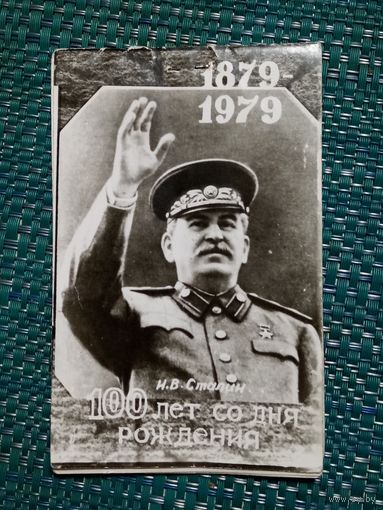 1879-
1979
И.В. Сталин
100 лет со дня
рождения